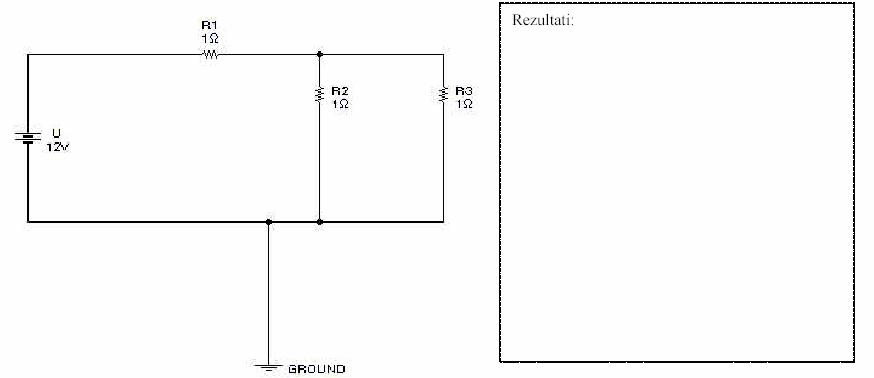 R1
1Ω
R2
1Ω
R3
1Ω
U
12V
GROUND
Rezultati: